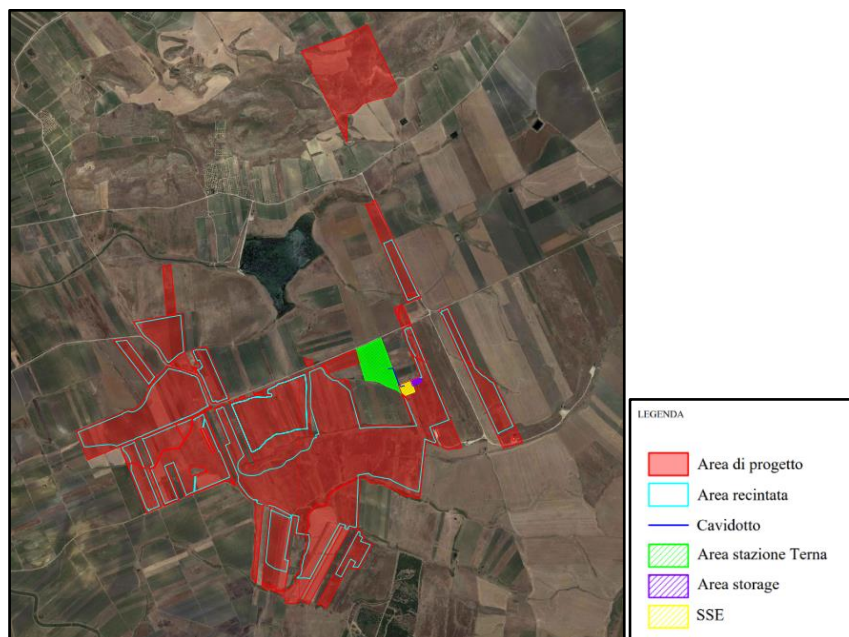 LEGENDA
Area di progetto
Area recintata
Cavidotto
Area stazione Terna
Area storage
SSE